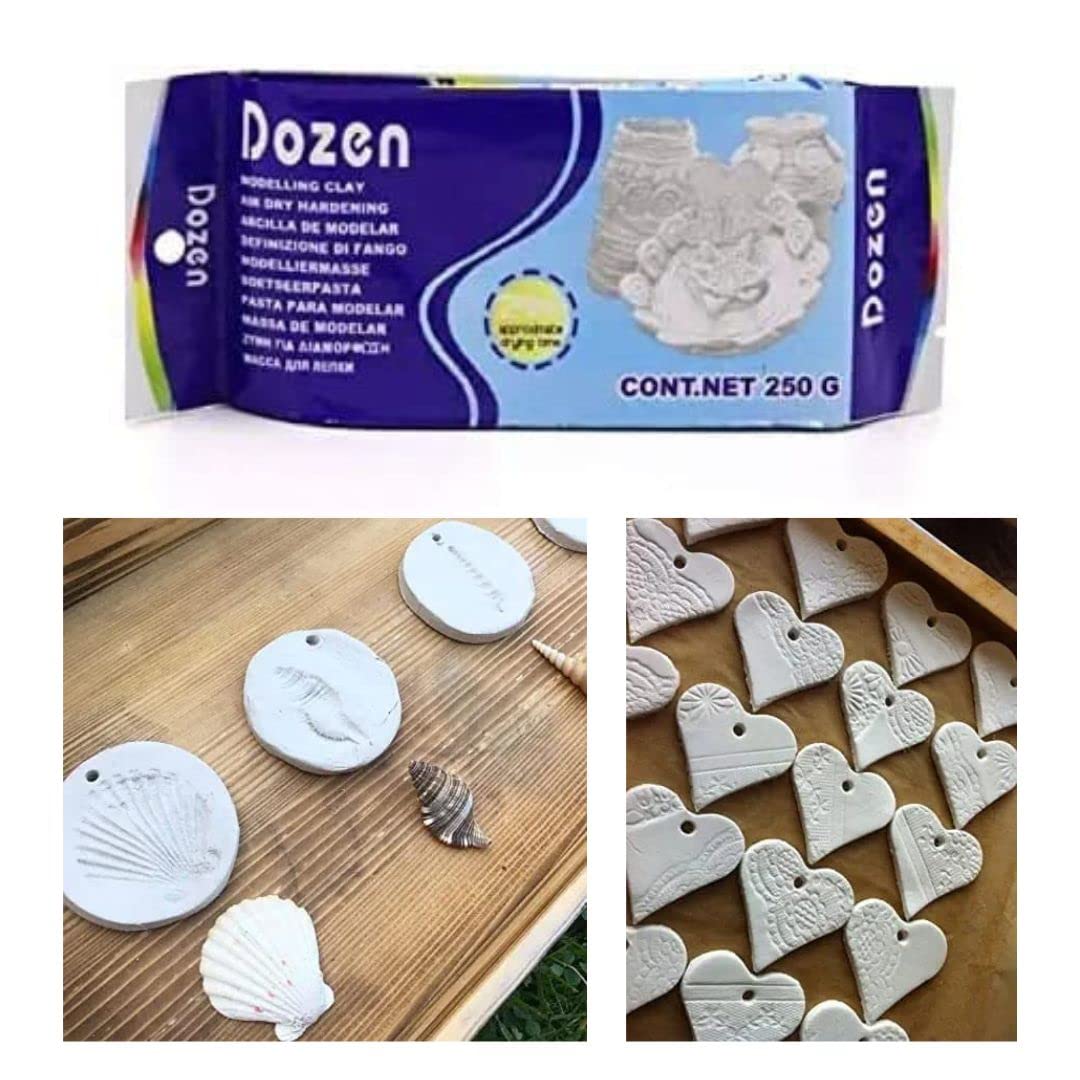 Dozen
MODELLING CLAY
AIR DRY HARDENING
ARCILLA DE MODELAR
DEFINIZIONE DI FANGO
MODELLIERMASSE
BOETSEERPASTA
PASTA PARA MODELAR
MASSA DE MODELAR
ΖΥΜΗ ΓΙΑ
МАССА ДЛЯ ЛЕПКИ
Dozen
approximate
drying time
CONT.NET 250 G
Dozen